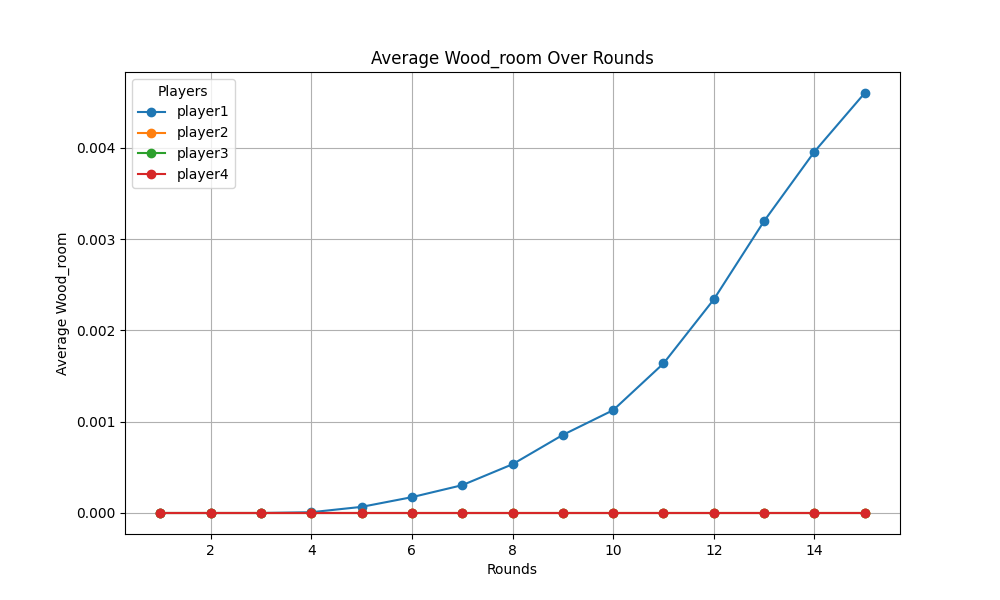 Average Wood_room Over Rounds
Players
player1
player2
player3
player4
0.004
0.003
0.002
0.001
0.000
Average Wood_room
2 4 6 8 10 12 14
Rounds